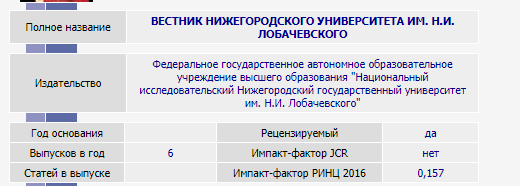 Полное название
ВЕСТНИК НИЖЕГОРОДСКОГО УНИВЕРСИТЕТА ИМ. Н.И.
ЛОБАЧЕВСКОГО
Издательство
Федеральное государственное автономное образовательное
учреждение высшего образования "Национальный
исследовательский Нижегородский государственный университет
им. Н.И. Лобачевского"
Год основания Рецензируемый да
Выпусков в год 6 Импакт-фактор JCR нет
Статей в выпуске Импакт-фактор РИНЦ 2016 0,157